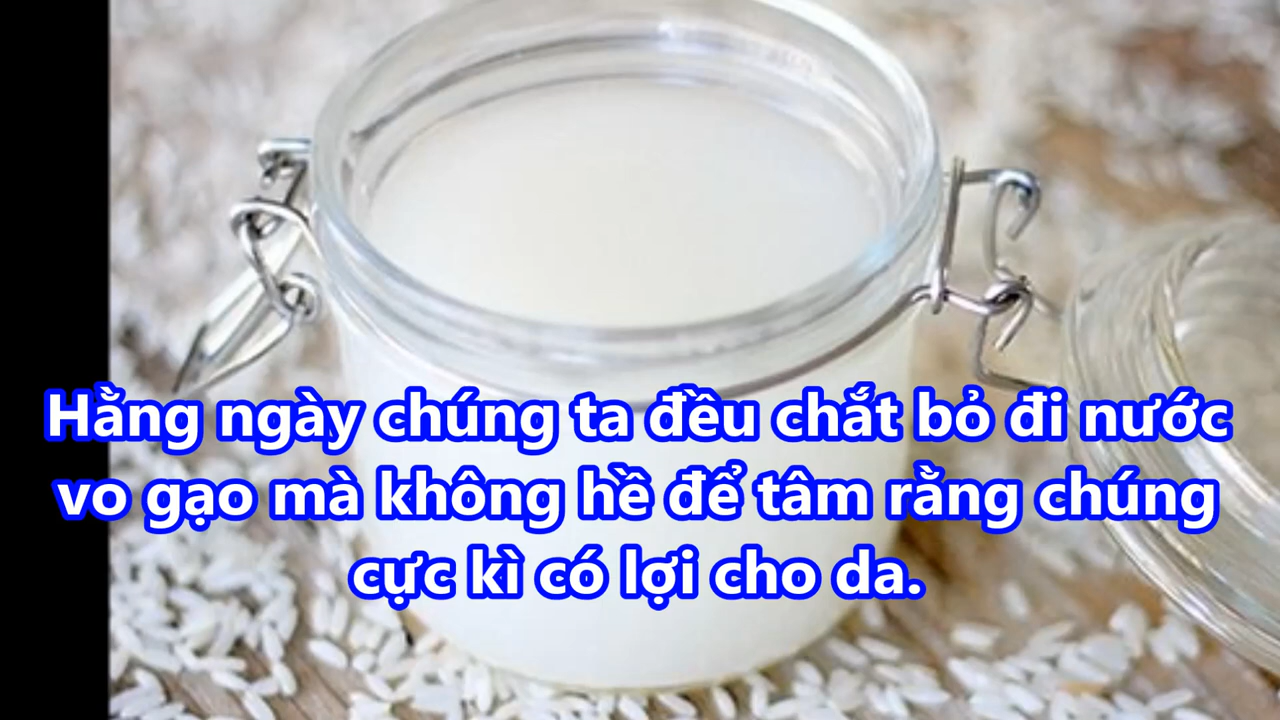 Hằng ngày chúng ta đều chắt bỏ đi nước
vo gạo mà không hề để tâm rằng chúng
cực kì có lợi cho da.